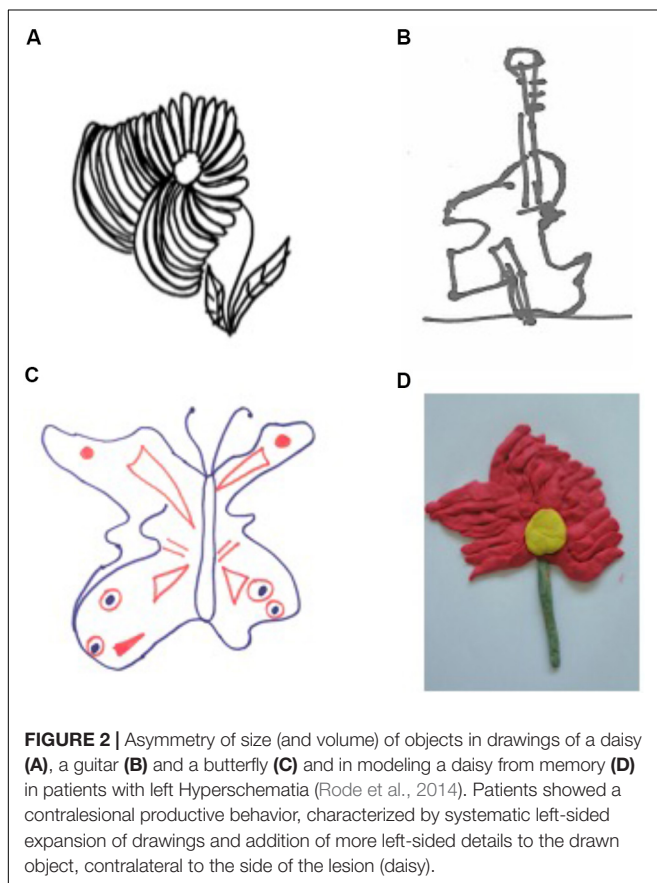 A
B
C
D
FIGURE 2 | Asymmetry of size (and volume) of objects in drawings of a daisy
(A), a guitar (B) and a butterfly (C) and in modeling a daisy from memory (D)
in patients with left Hyperschematia (Rode et al., 2014). Patients showed a
contralesional productive behavior, characterized by systematic left-sided
expansion of drawings and addition of more left-sided details to the drawn
object, contralateral to the side of the lesion (daisy).